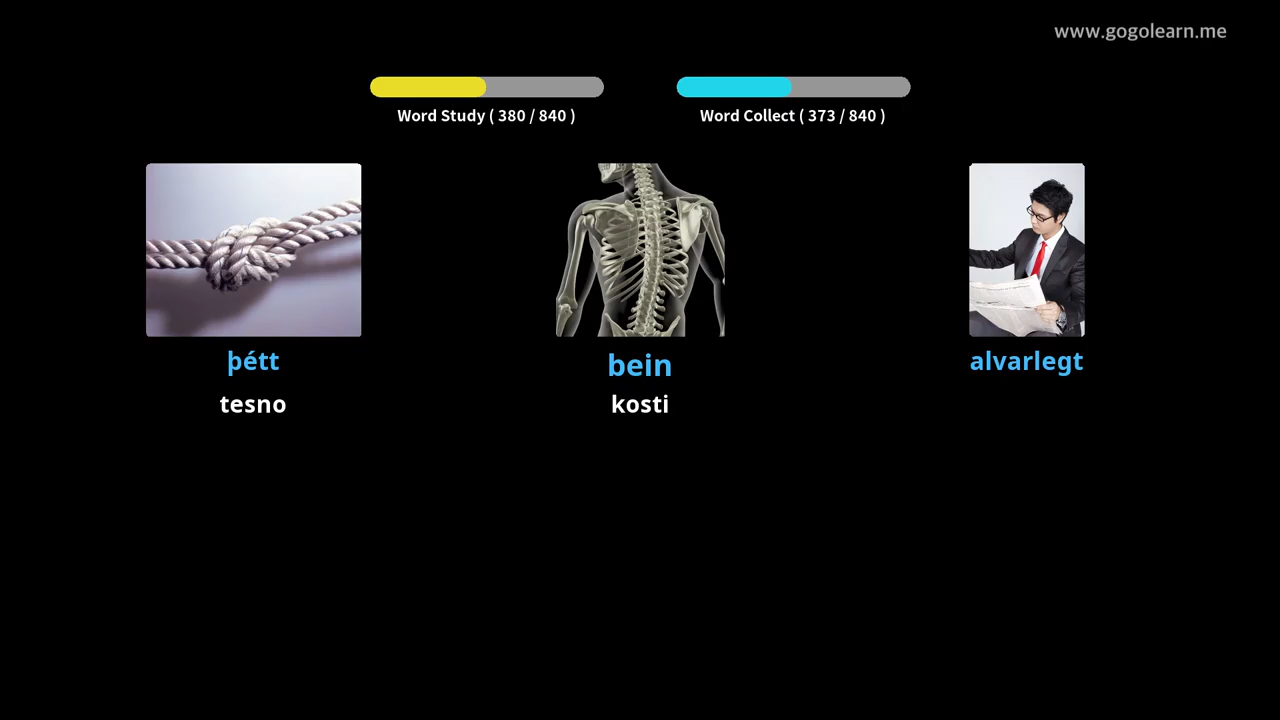 www.gogolearn.me
Word Study ( 380 / 840 )
Word Collect ( 373 / 840 )
þétt
bein
alvarlegt
tesno
kosti